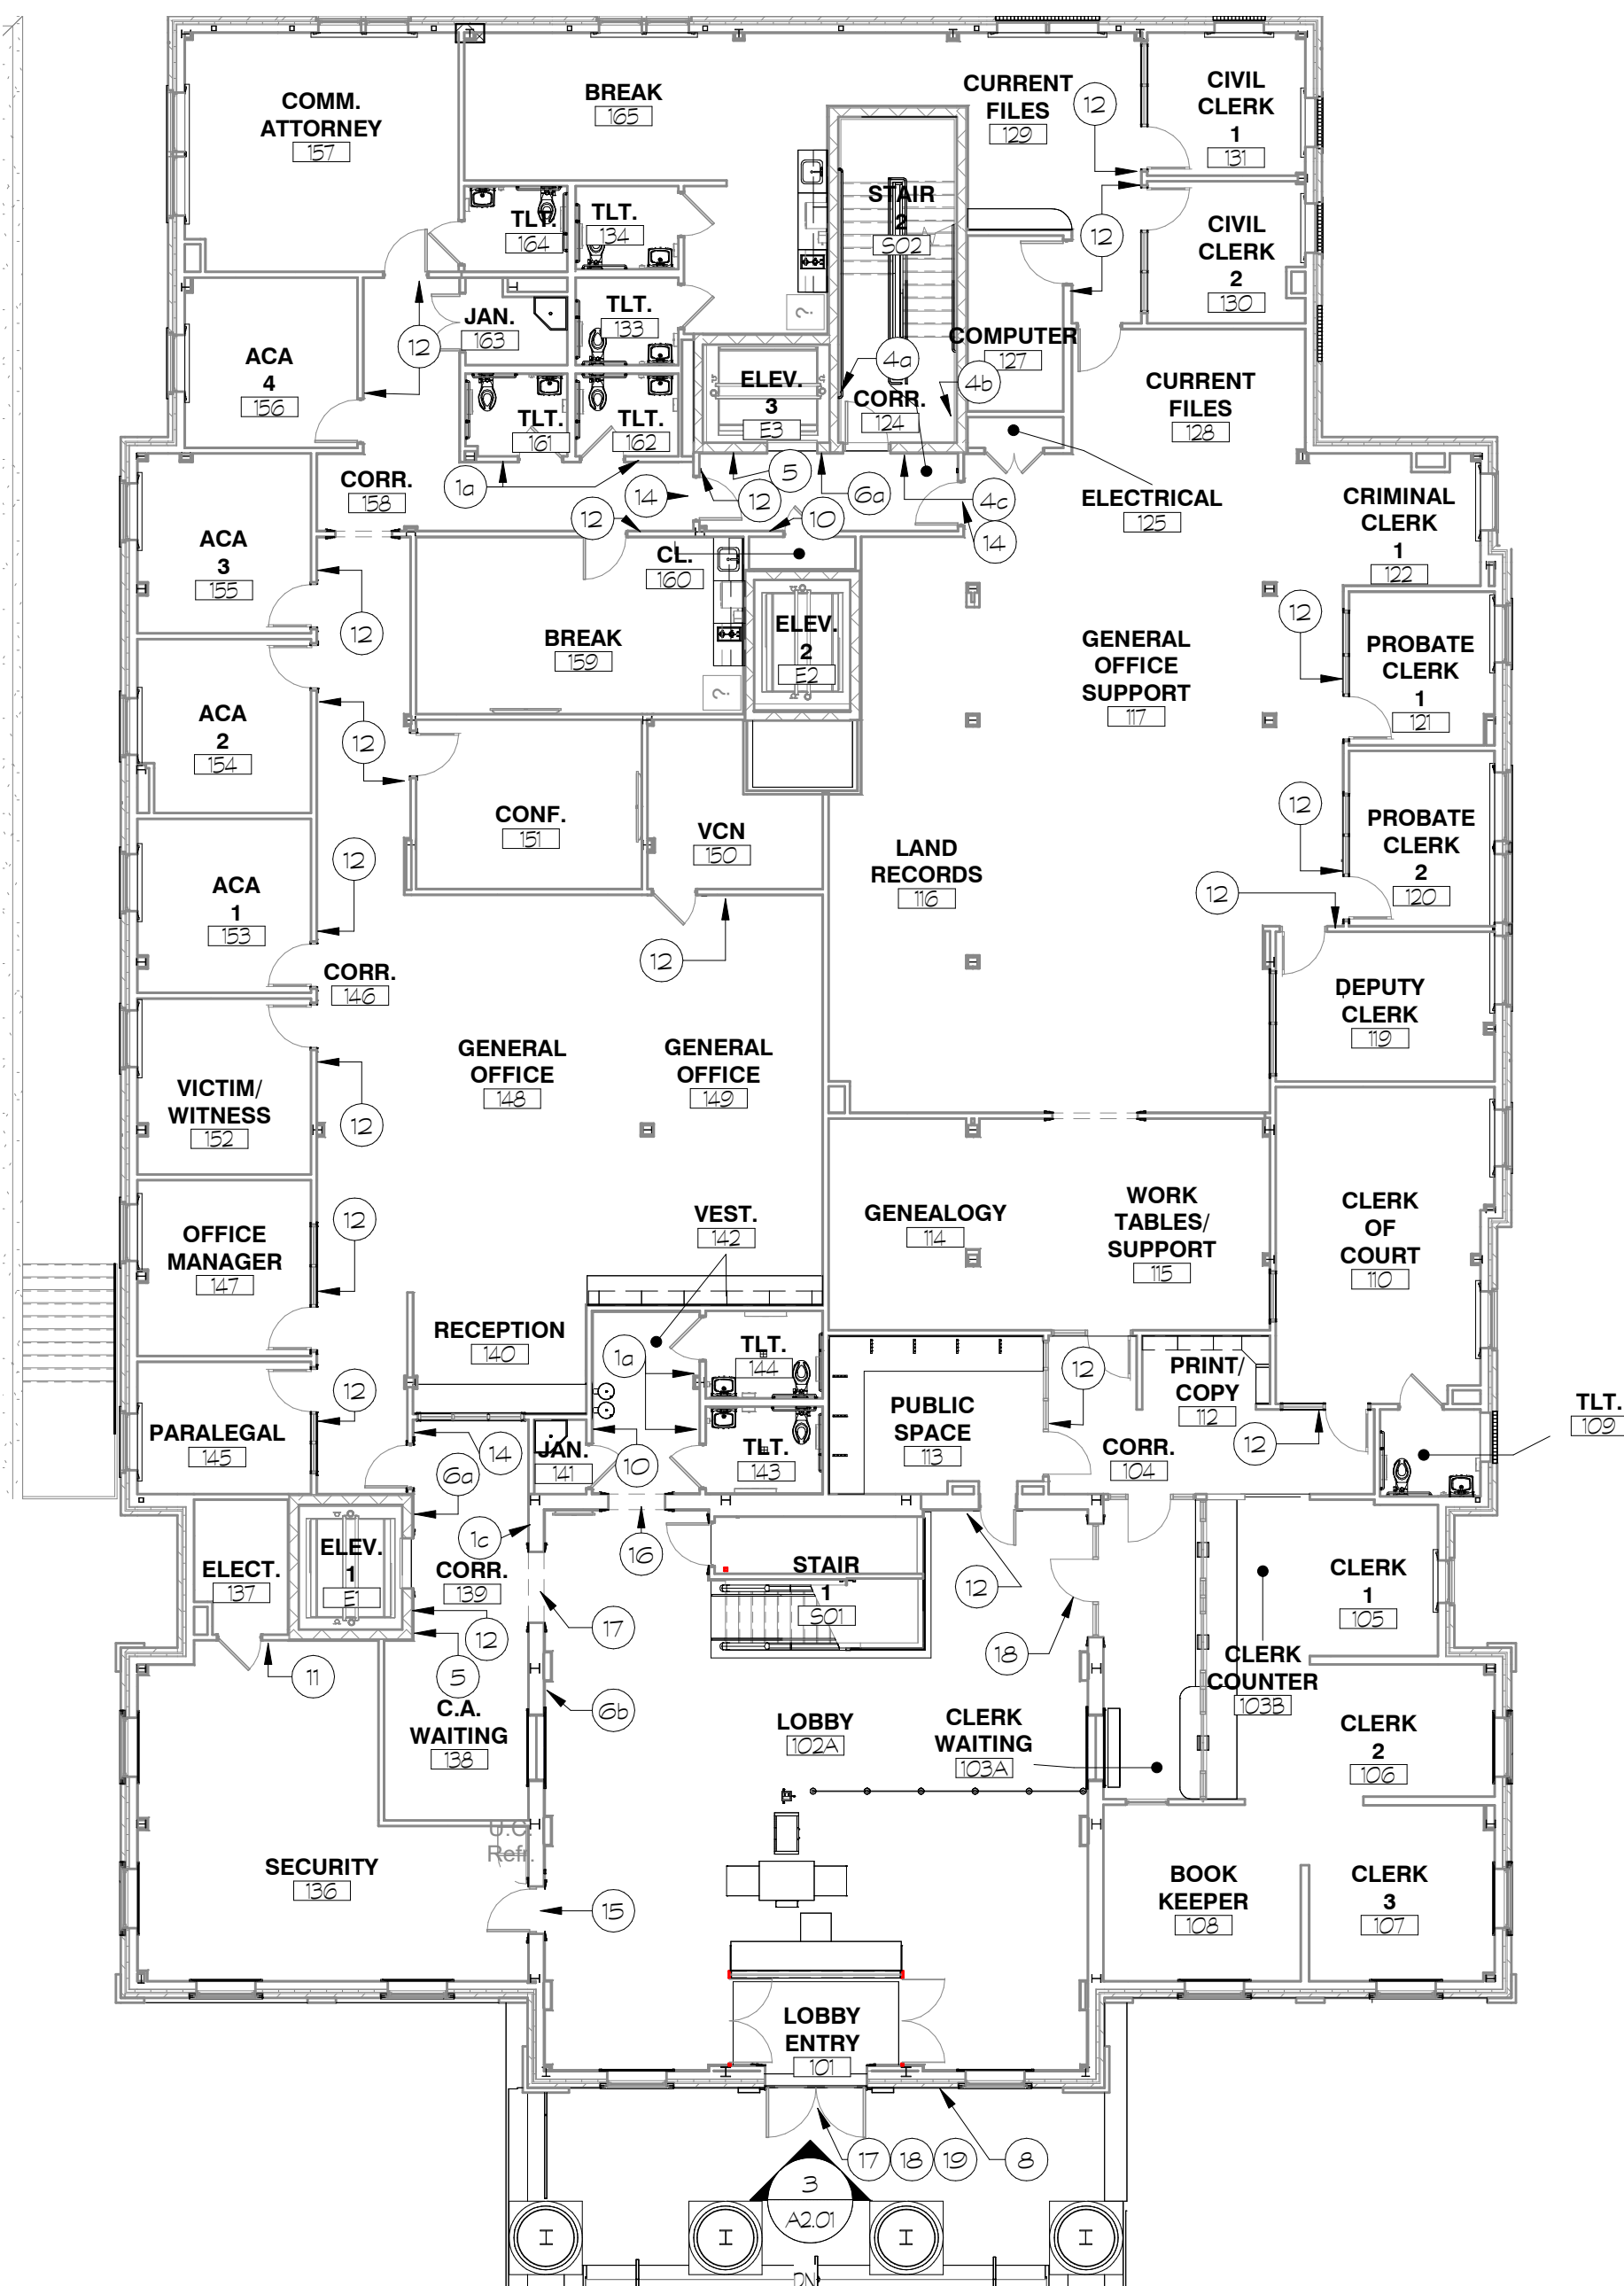 COMM.
ATTORNEY
157
BREAK
165
CURRENT
FILES
129
12
CIVIL
CLERK
1
131
TLT.
164
TLT.
134
STAIR
2
S02
12
CIVIL
CLERK
2
130
JAN.
163
TLT.
133
12
ACA
4
156
ELEV.
3
E3
4a
4b
COMPUTER
127
CORR.
124
CURRENT
FILES
128
TLT.
161
TLT.
162
CORR.
158
1a
14
12
5
6a
4c
ELECTRICAL
125
CRIMINAL
CLERK
1
122
12
10
14
ACA
3
155
CL.
160
12
BREAK
159
ELEV.
2
E2
GENERAL
OFFICE
SUPPORT
117
12
PROBATE
CLERK
1
121
ACA
2
154
12
?
?
CONF.
151
VCN
150
LAND
RECORDS
116
12
PROBATE
CLERK
2
120
12
ACA
1
153
12
12
CORR.
146
DEPUTY
CLERK
119
GENERAL
OFFICE
148
GENERAL
OFFICE
149
VICTIM/
WITNESS
152
12
OFFICE
MANAGER
147
12
VEST.
142
GENEALOGY
114
WORK
TABLES/
SUPPORT
115
CLERK
OF
COURT
110
RECEPTION
140
1a
TLT.
144
12
PRINT/
COPY
112
PUBLIC
SPACE
113
12
TLT.
109
PARALEGAL
145
12
14
JAN.
141
10
TLT.
143
CORR.
104
6a
1c
16
ELECT.
137
ELEV.
1
E1
CORR.
139
STAIR
1
S01
12
CLERK
1
105
17
12
18
11
5
CLERK
COUNTER
103B
C.A.
WAITING
138
6b
LOBBY
102A
CLERK
WAITING
103A
CLERK
2
106
U.C.
Refr.
SECURITY
136
15
BOOK
KEEPER
108
CLERK
3
107
LOBBY
ENTRY
101
17
18
19
8
3
A2.01
DN